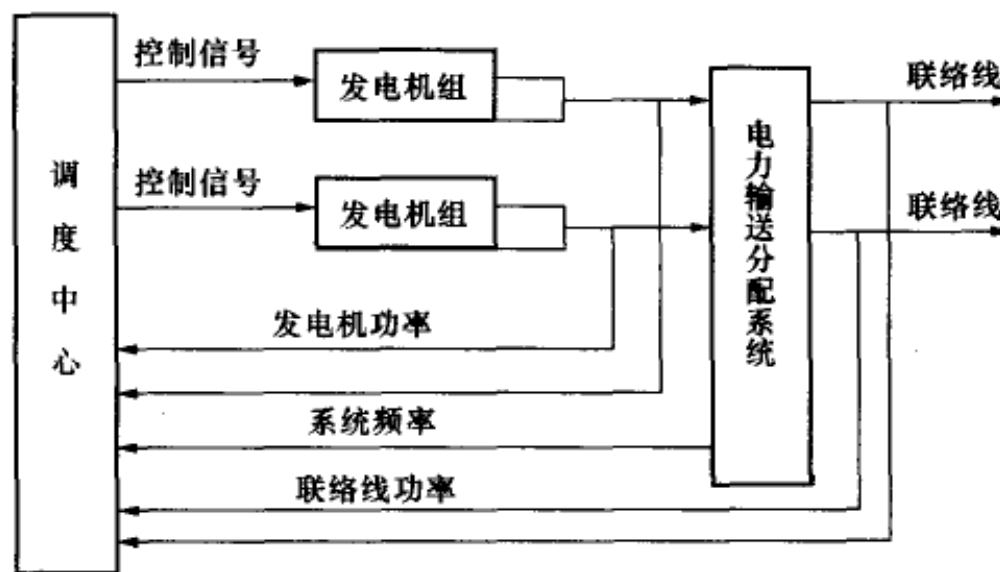 控制信号
发电机组
联络线
调度中心
控制信号
发电机组
联络线
电力输送分配系统
发电机功率
系统频率
联络线功率